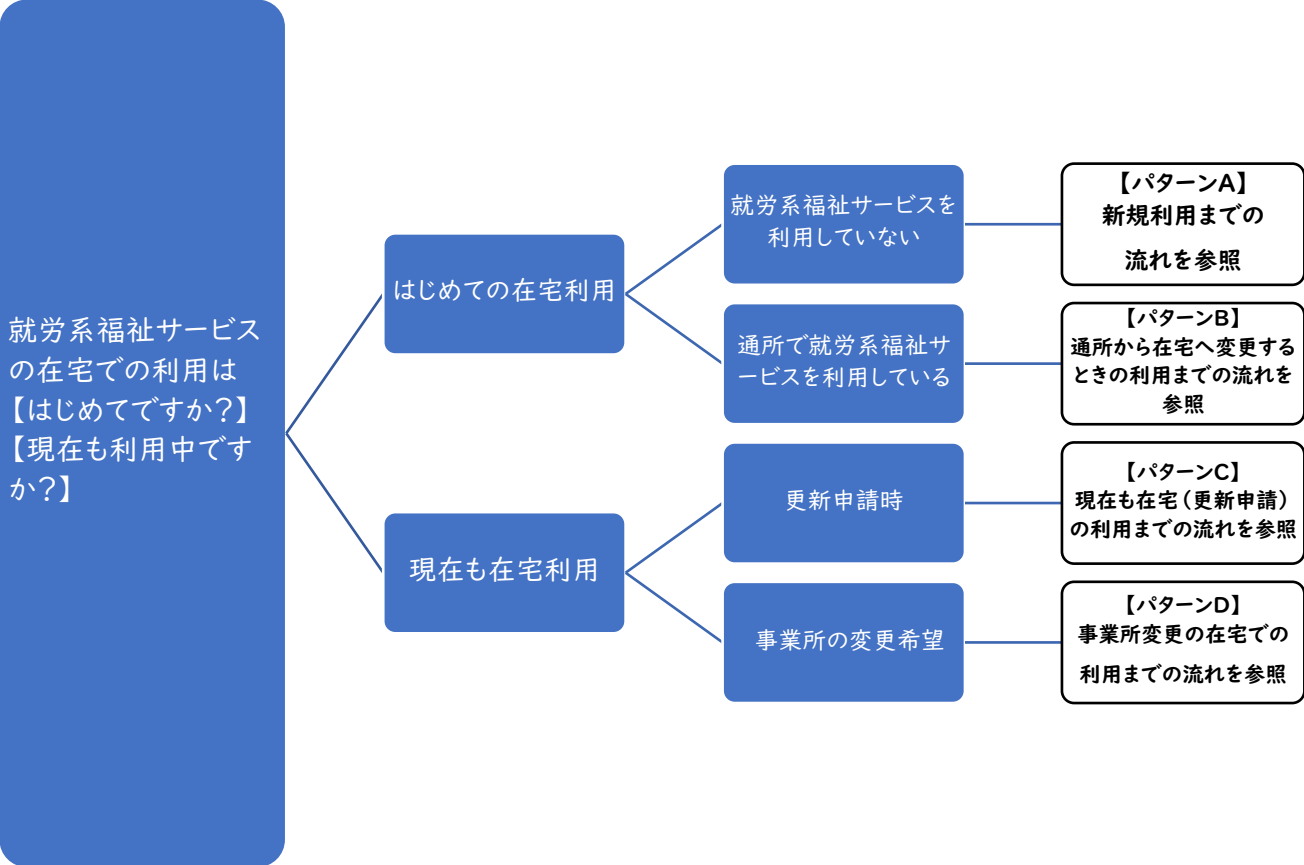 就労系福祉サービス
の在宅での利用は
【はじめてですか?】
【現在も利用中です
か?】
はじめての在宅利用
就労系福祉サービスを
利用していない
【パターンA】
新規利用までの
流れを参照
通所で就労系福祉サ
ービスを利用している
【パターンB】
通所から在宅へ変更する
ときの利用までの流れを
参照
現在も在宅利用
更新申請時
【パターンC】
現在も在宅(更新申請)
の利用までの流れを参照
事業所の変更希望
【パターンD】
事業所変更の在宅での
利用までの流れを参照